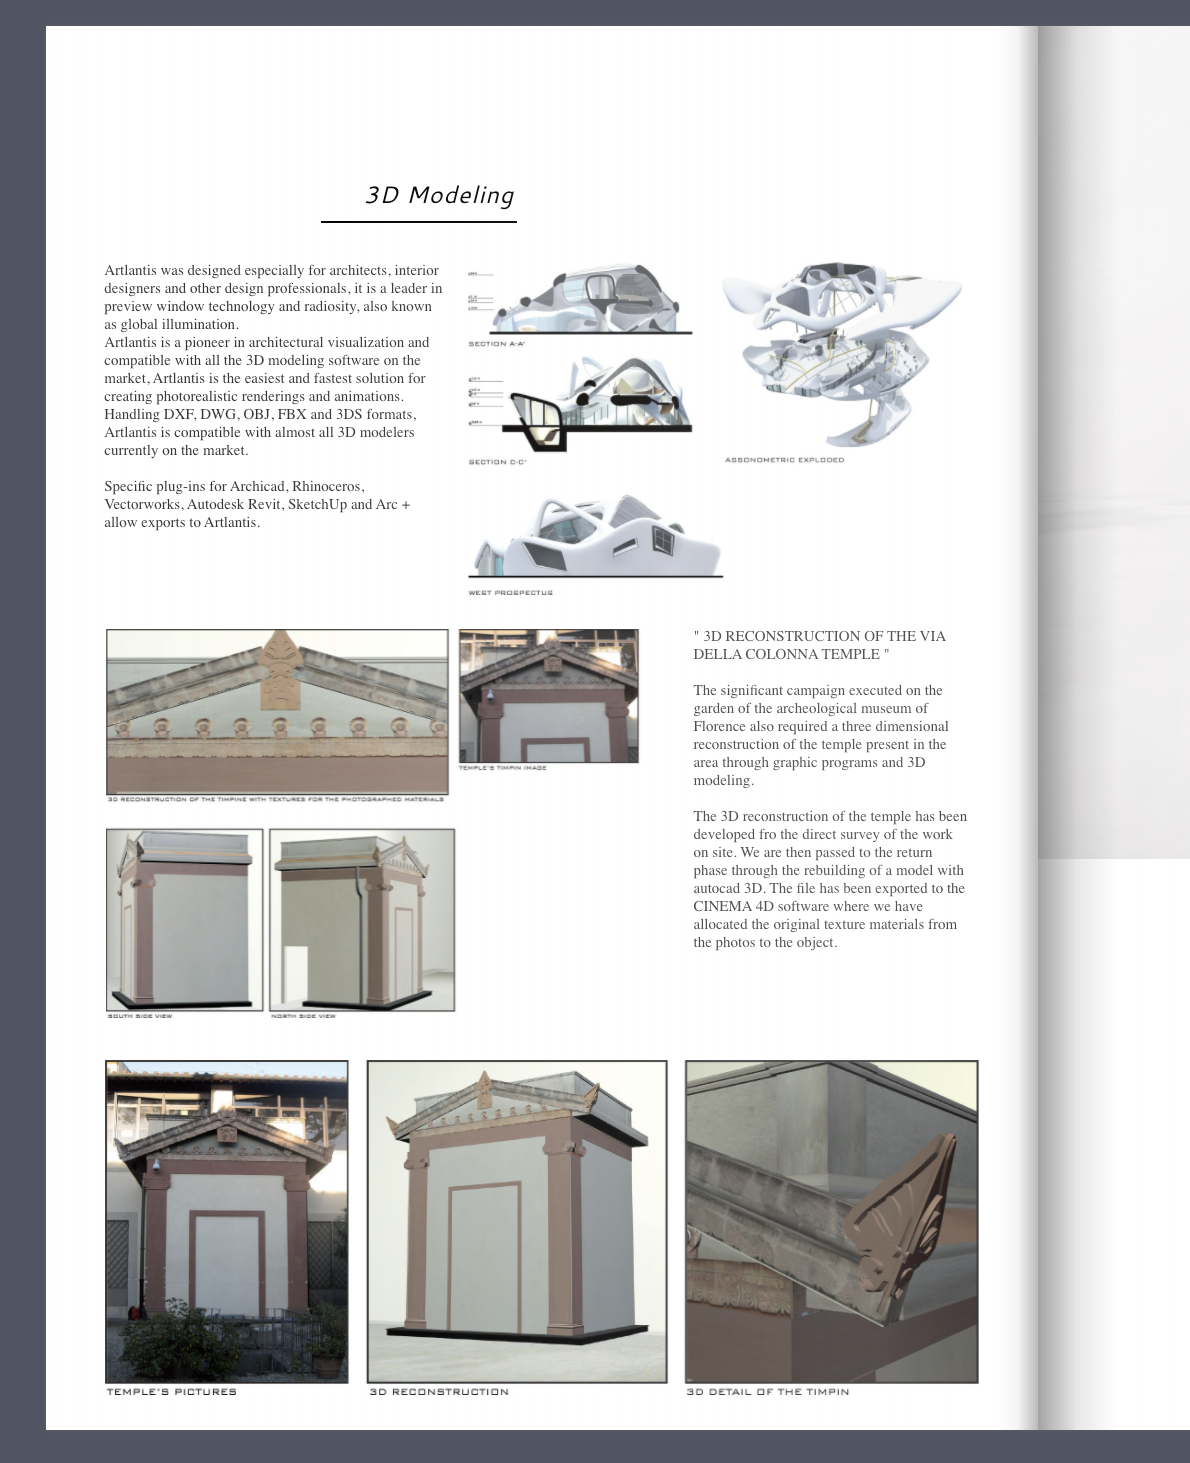 3D Modeling
Artlantis was designed especially for architects, interior
designers and other design professionals, it is a leader in
preview window technology and radiosity, also known
as global illumination.
Artlantis is a pioneer in architectural visualization and
compatible with all the 3D modeling software on the
market, Artlantis is the easiest and fastest solution for
creating photorealistic renderings and animations.
Handling DXF, DWG, OBJ, FBX and 3DS formats,
Artlantis is compatible with almost all 3D modelers
currently on the market.
Specific plug-ins for Archicad, Rhinoceros,
Vectorworks, Autodesk Revit, SketchUp and Arc +
allow exports to Artlantis.
SECTION A-A'
SECTION C-C'
ASSONOMETRIC EXPLODED
WEST PROSPECTUS
3D RECONSTRUCTION OF THE TIMPINE WITH TEXTURES FOR THE PHOTOGRAPHED MATERIALS
TEMPLE'S TIMPIN IMAGE
" 3D RECONSTRUCTION OF THE VIA
DELLA COLONNA TEMPLE "
The significant campaign executed on the
garden of the archeological museum of
Florence also required a three dimensional
reconstruction of the temple present in the
area through graphic programs and 3D
modeling.
The 3D reconstruction of the temple has been
developed fro the direct survey of the work
on site. We are then passed to the return
phase through the rebuilding of a model with
autocad 3D. The file has been exported to the
CINEMA 4D software where we have
allocated the original texture materials from
the photos to the object.
SOUTH SIDE VIEW
NORTH SIDE VIEW
TEMPLE'S PICTURES
3D RECONSTRUCTION
3D DETAIL OF THE TIMPIN